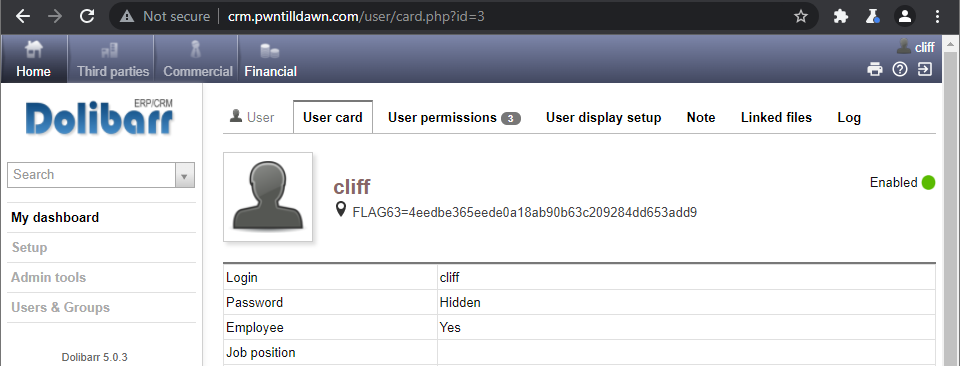 Not secure | crm.pwntilldawn.com/user/card.php?id=3
cliff
Home Third parties Commercial Financial
ERP/CRM
Dolibarr
User User card User permissions 3 User display setup Note Linked files Log
Search
cliff
Enabled
FLAG63=4eedbe365eede0a18ab90b63c209284dd653add9
My dashboard
Setup
Admin tools
Users & Groups
Dolibarr 5.0.3
Login cliff
Password Hidden
Employee Yes
Job position